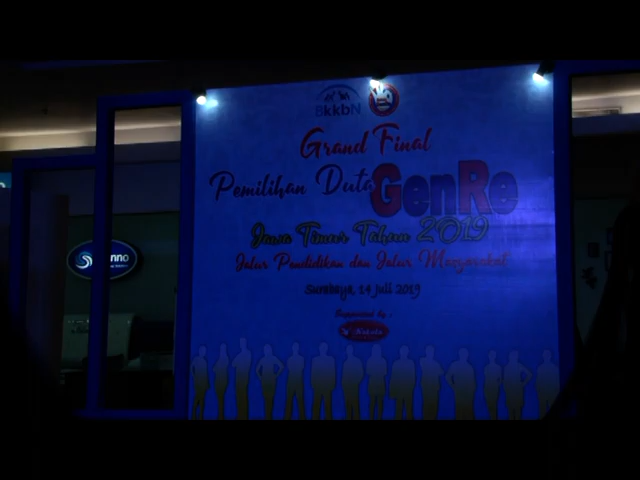 BkkbN
Grand Final
Pemilihan Duta GenRe
Jawa Timur Tahun 2019
Jalur Pendidikan dan Jalur Masyarakat
Surabaya, 14 Juli 2019
Supported by :